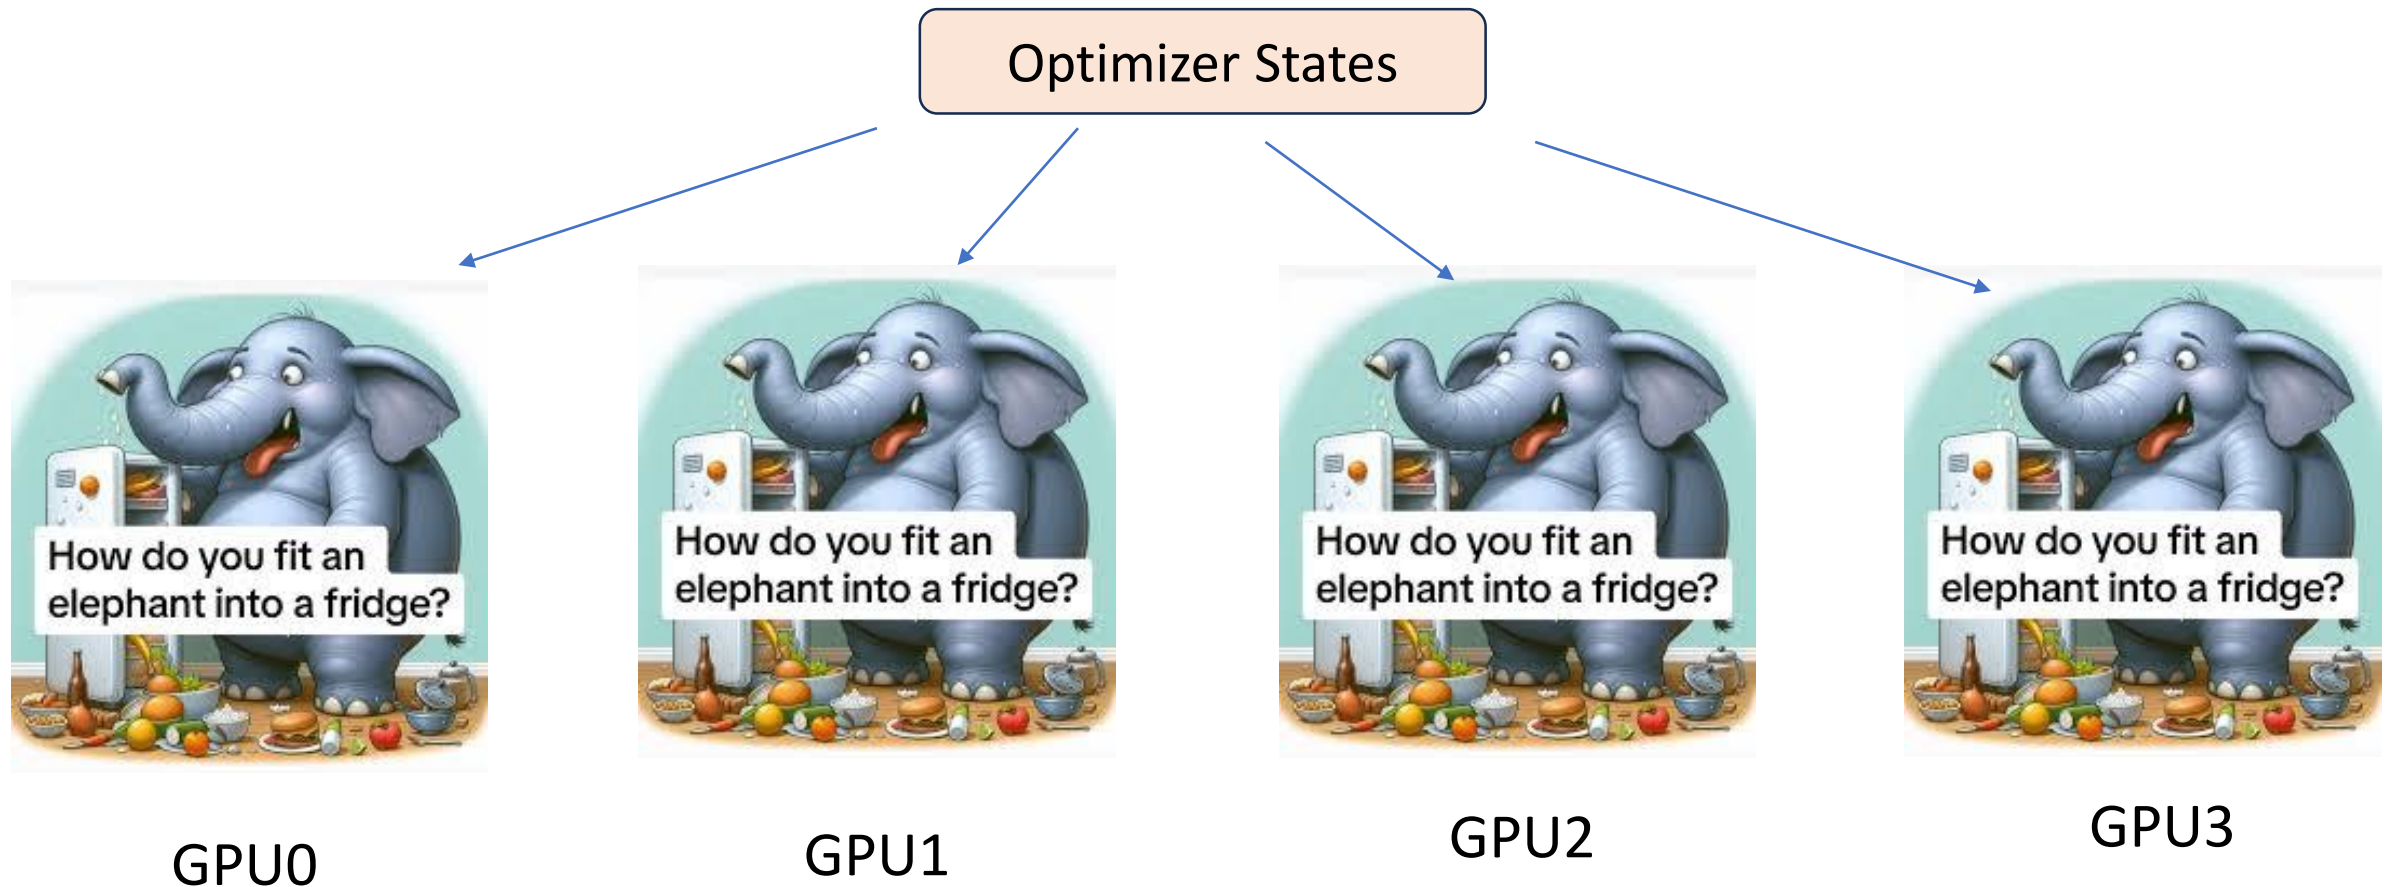 Optimizer States
How do you fit an
elephant into a fridge?
How do you fit an
elephant into a fridge?
How do you fit an
elephant into a fridge?
How do you fit an
elephant into a fridge?
GPU0
GPU1
GPU2
GPU3